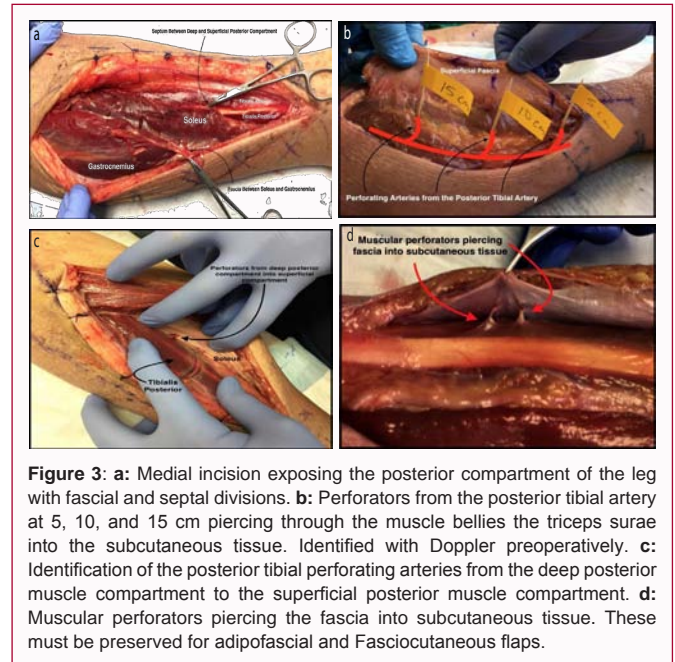 a
Septum Between Deep and Superficial Posterior Compartment
Soleus
Gastrocnemius
Fascia Between Soleus and Gastrocnemius
b
Superficial Fascia
15 cm
10 cm
5 cm
Perforating Arteries from the Posterior Tibial Artery
c
Perforators from deep posterior
compartment into superficial
compartment
Soleus
Tibialis
Posterior
d
Muscular perforators piercing
fascia into subcutaneous tissue
Figure 3: a: Medial incision exposing the posterior compartment of the leg
with fascial and septal divisions. b: Perforators from the posterior tibial artery
at 5, 10, and 15 cm piercing through the muscle bellies the triceps surae
into the subcutaneous tissue. Identified with Doppler preoperatively. c:
Identification of the posterior tibial perforating arteries from the deep posterior
muscle compartment to the superficial posterior muscle compartment. d:
Muscular perforators piercing the fascia into subcutaneous tissue. These
must be preserved for adipofascial and Fasciocutaneous flaps.